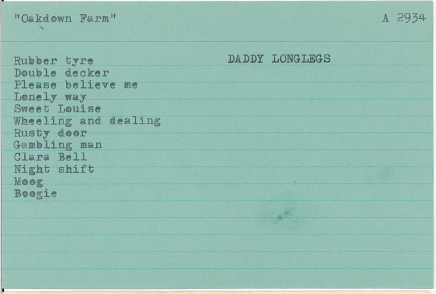 "Oakdown Farm"
A 2934
Rubber tyre
DADDY LONGLEGS
Double decker
Please believe me
Lonely way
Sweet Louise
Wheeling and dealing
Rusty door
Gambling man
Clara Bell
Night shift
Moog
Boogie